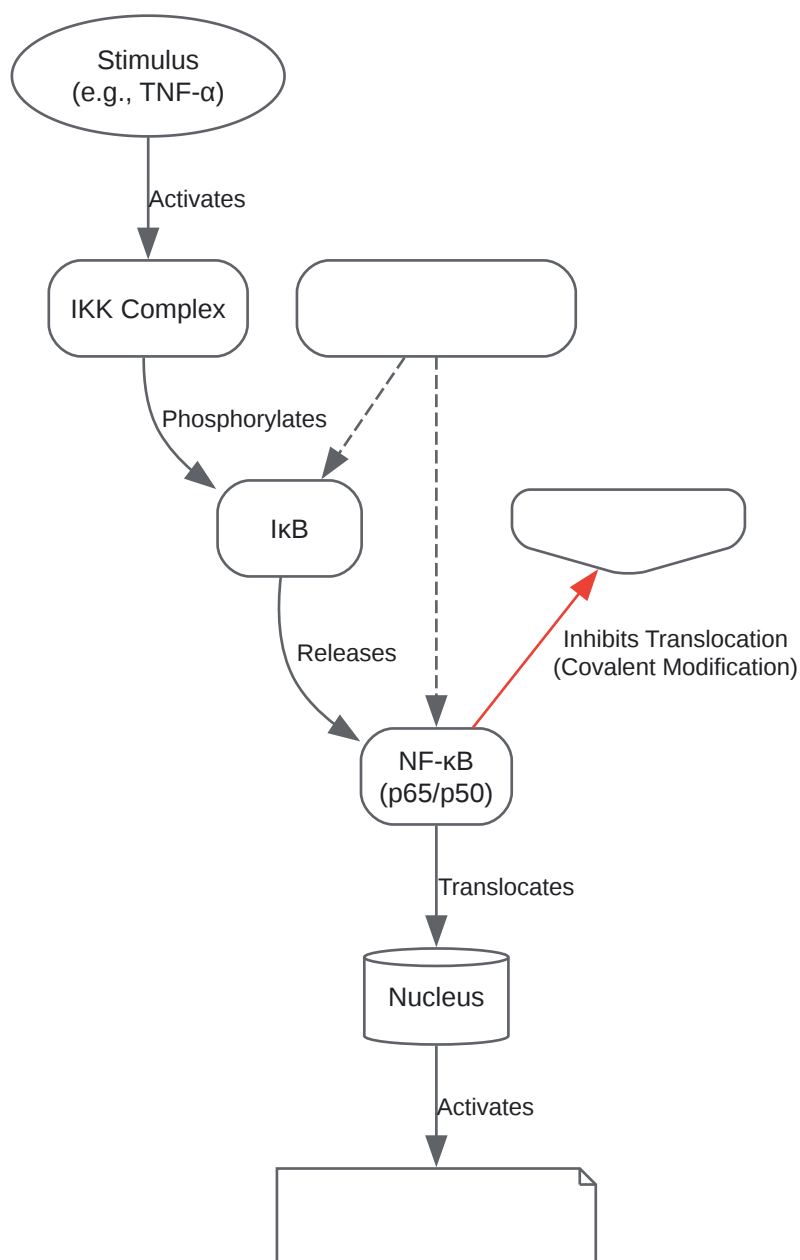 Stimulus
(e.g., TNF-α)
Activates
IKK Complex
Phosphorylates
IκB
Releases
Inhibits Translocation
(Covalent Modification)
NF-κB
(p65/p50)
Translocates
Nucleus
Activates